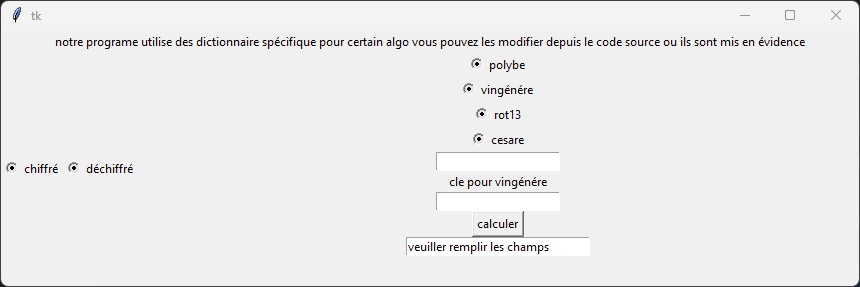 tk
notre programe utilise des dictionnaire spécifique pour certain algo vous pouvez les modifier depuis le code source ou ils sont mis en évidence
polybe
vingénére
rot13
cesare
chiffré déchiffré
cle pour vingénére
calculer
veuiller remplir les champs